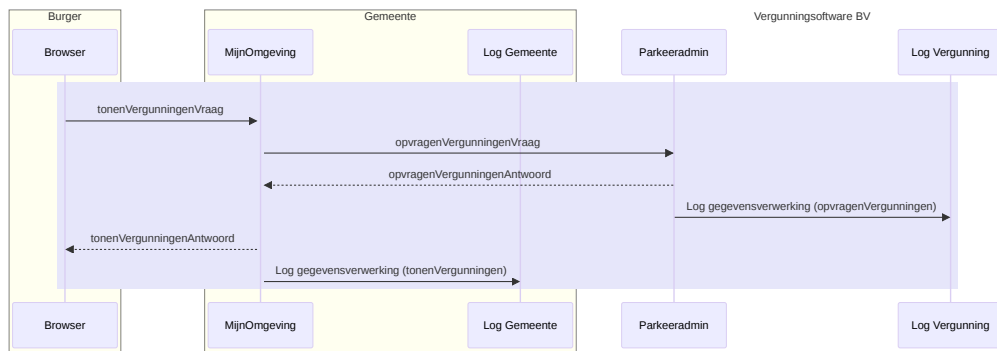 Burger
Gemeente
Vergunningsoftware BV
Browser
MijnOmgeving
Log Gemeente
Parkeeradmin
Log Vergunning
tonenVergunningenVraag
opvragenVergunningenVraag
opvragenVergunningenAntwoord
Log gegevensverwerking (opvragenVergunningen)
tonenVergunningenAntwoord
Log gegevensverwerking (tonenVergunningen)
Browser
MijnOmgeving
Log Gemeente
Parkeeradmin
Log Vergunning